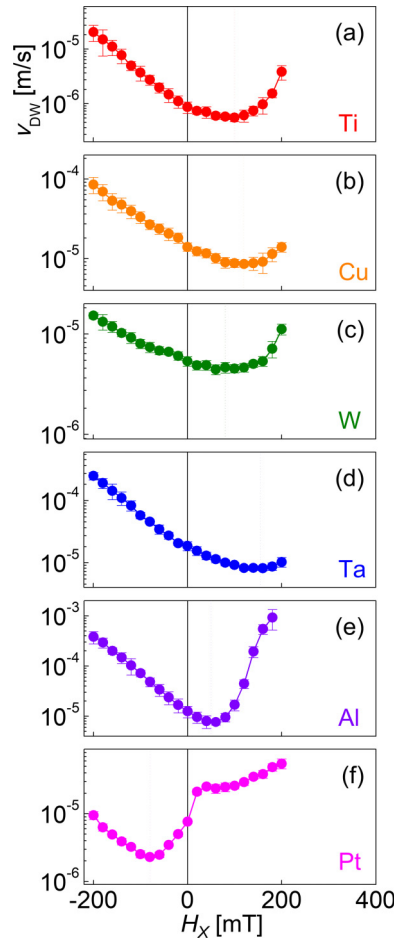 10⁻⁵
10⁻⁶
(a)
Ti
v_DW [m/s]
10⁻⁴
10⁻⁵
(b)
Cu
10⁻⁵
10⁻⁶
(c)
W
10⁻⁴
10⁻⁵
(d)
Ta
10⁻³
10⁻⁴
10⁻⁵
(e)
Al
10⁻⁵
10⁻⁶
(f)
Pt
-200 0 200 400
H_X [mT]